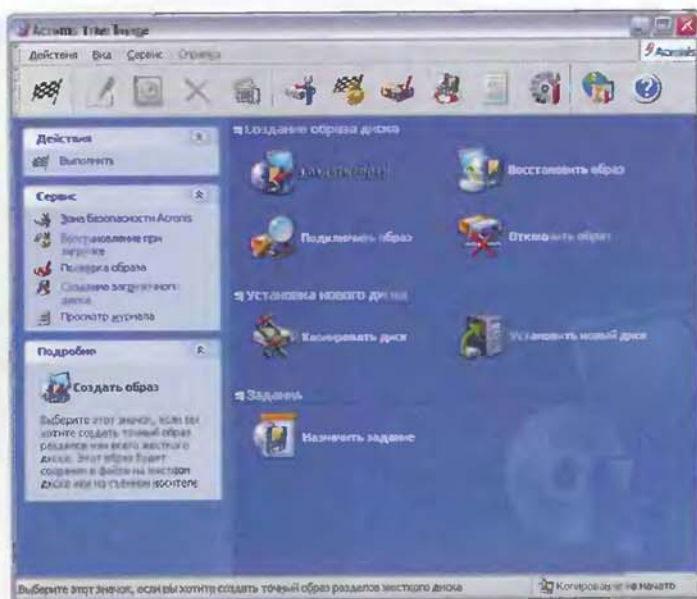 Acronis True Image
Действия Вид Сервис Справка
Acronis
Действия
Выполнить
Сервис
Зона безопасности Acronis
Восстановление при
загрузке
Проверка образа
Создание загрузочного
диска
Просмотр журнала
Подробно
Создать образ
Выберите этот значок, если вы
хотите создать точный образ
разделов или всего жесткого
диска. Этот образ будет
сохранен в файле на жестком
диске или на съемном носителе
Создание образа диска
Создать образ
Восстановить образ
Подключить образ
Отключить образ
Установка нового диска
Клонировать диск
Установить новый диск
Задания
Назначить задание
Выберите этот значок, если вы хотите создать точный образ разделов жесткого диска
Копирование не начато